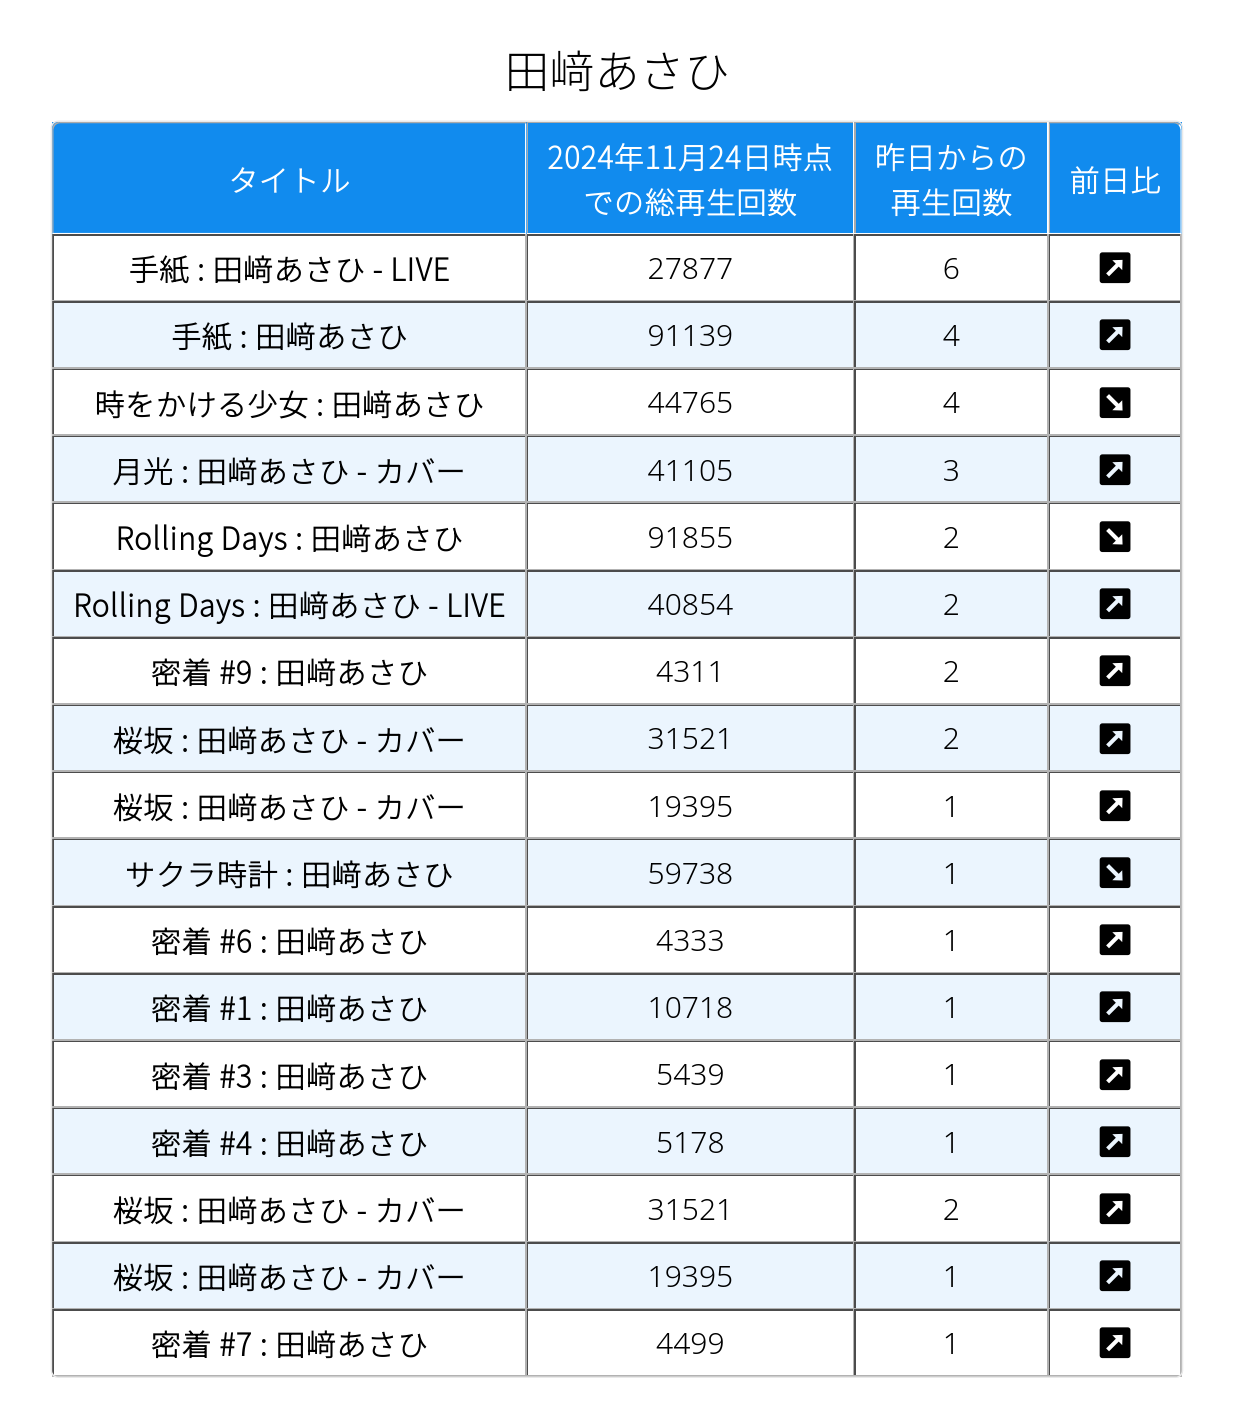 田﨑あさひ
タイトル 2024年11月24日時点での総再生回数 昨日からの再生回数 前日比
手紙 : 田﨑あさひ - LIVE 27877 6 ↗
手紙 : 田﨑あさひ 91139 4 ↗
時をかける少女 : 田﨑あさひ 44765 4 ↘
月光 : 田﨑あさひ - カバー 41105 3 ↗
Rolling Days : 田﨑あさひ 91855 2 ↘
Rolling Days : 田﨑あさひ - LIVE 40854 2 ↗
密着 #9 : 田﨑あさひ 4311 2 ↗
桜坂 : 田﨑あさひ - カバー 31521 2 ↗
桜坂 : 田﨑あさひ - カバー 19395 1 ↗
サクラ時計 : 田﨑あさひ 59738 1 ↘
密着 #6 : 田﨑あさひ 4333 1 ↗
密着 #1 : 田﨑あさひ 10718 1 ↗
密着 #3 : 田﨑あさひ 5439 1 ↗
密着 #4 : 田﨑あさひ 5178 1 ↗
桜坂 : 田﨑あさひ - カバー 31521 2 ↗
桜坂 : 田﨑あさひ - カバー 19395 1 ↗
密着 #7 : 田﨑あさひ 4499 1 ↗